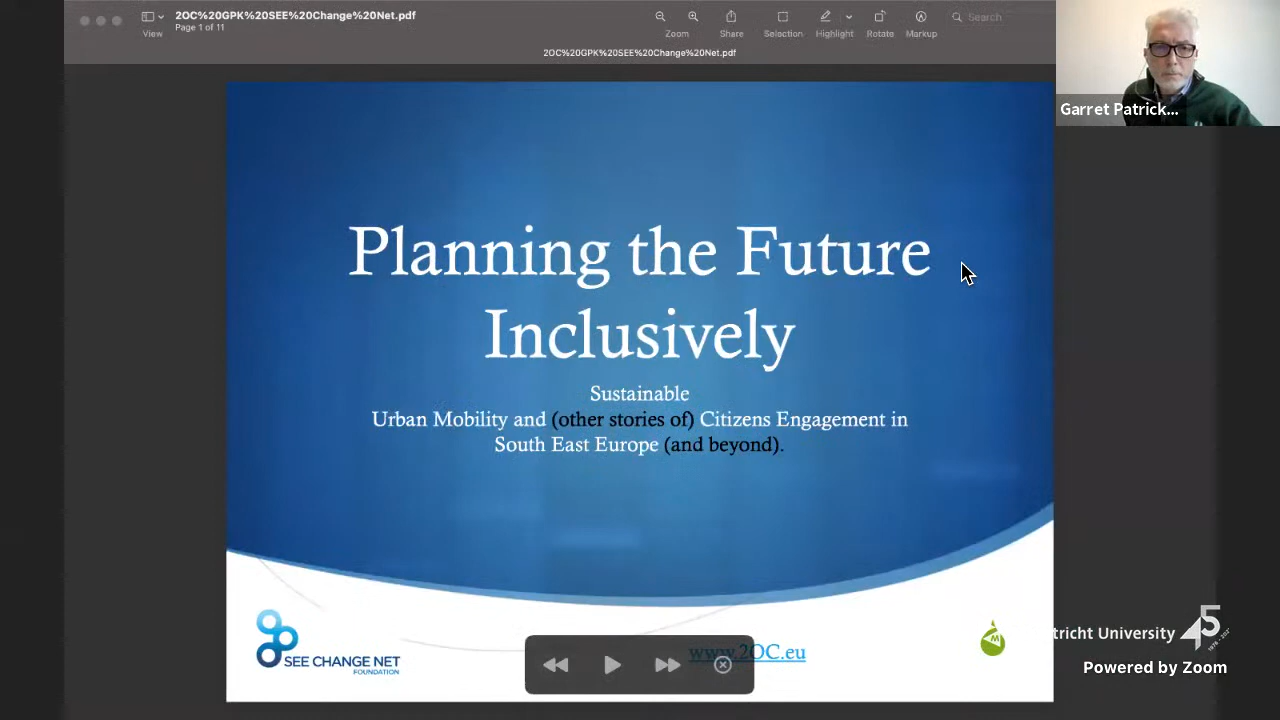 2OC%20GPK%20SEE%20Change%20Net.pdf
Page 1 of 11
View
Zoom
Share
Selection
Highlight
Rotate
Markup
Search
2OC%20GPK%20SEE%20Change%20Net.pdf
Garret Patrick...
Planning the Future
Inclusively
Sustainable
Urban Mobility and (other stories of) Citizens Engagement in
South East Europe (and beyond).
SEE CHANGE NET
FOUNDATION
www.2OC.eu
tricht University
45
Powered by Zoom